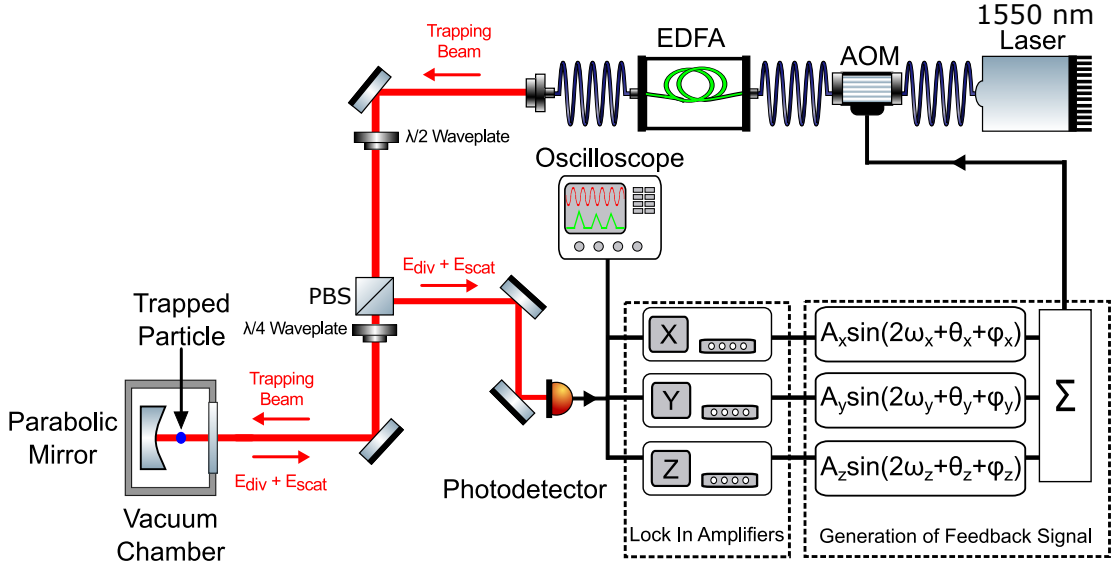 1550 nm
Laser
EDFA
AOM
Trapping
Beam
λ/2 Waveplate
Oscilloscope
E_div + E_scat
PBS
Trapped
Particle
λ/4 Waveplate
X
A_x sin(2ω_x+θ_x+φ_x)
Trapping
Beam
Y
A_y sin(2ω_y+θ_y+φ_y)
Σ
Parabolic
Mirror
E_div + E_scat
Z
A_z sin(2ω_z+θ_z+φ_z)
Photodetector
Vacuum
Chamber
Lock In Amplifiers
Generation of Feedback Signal